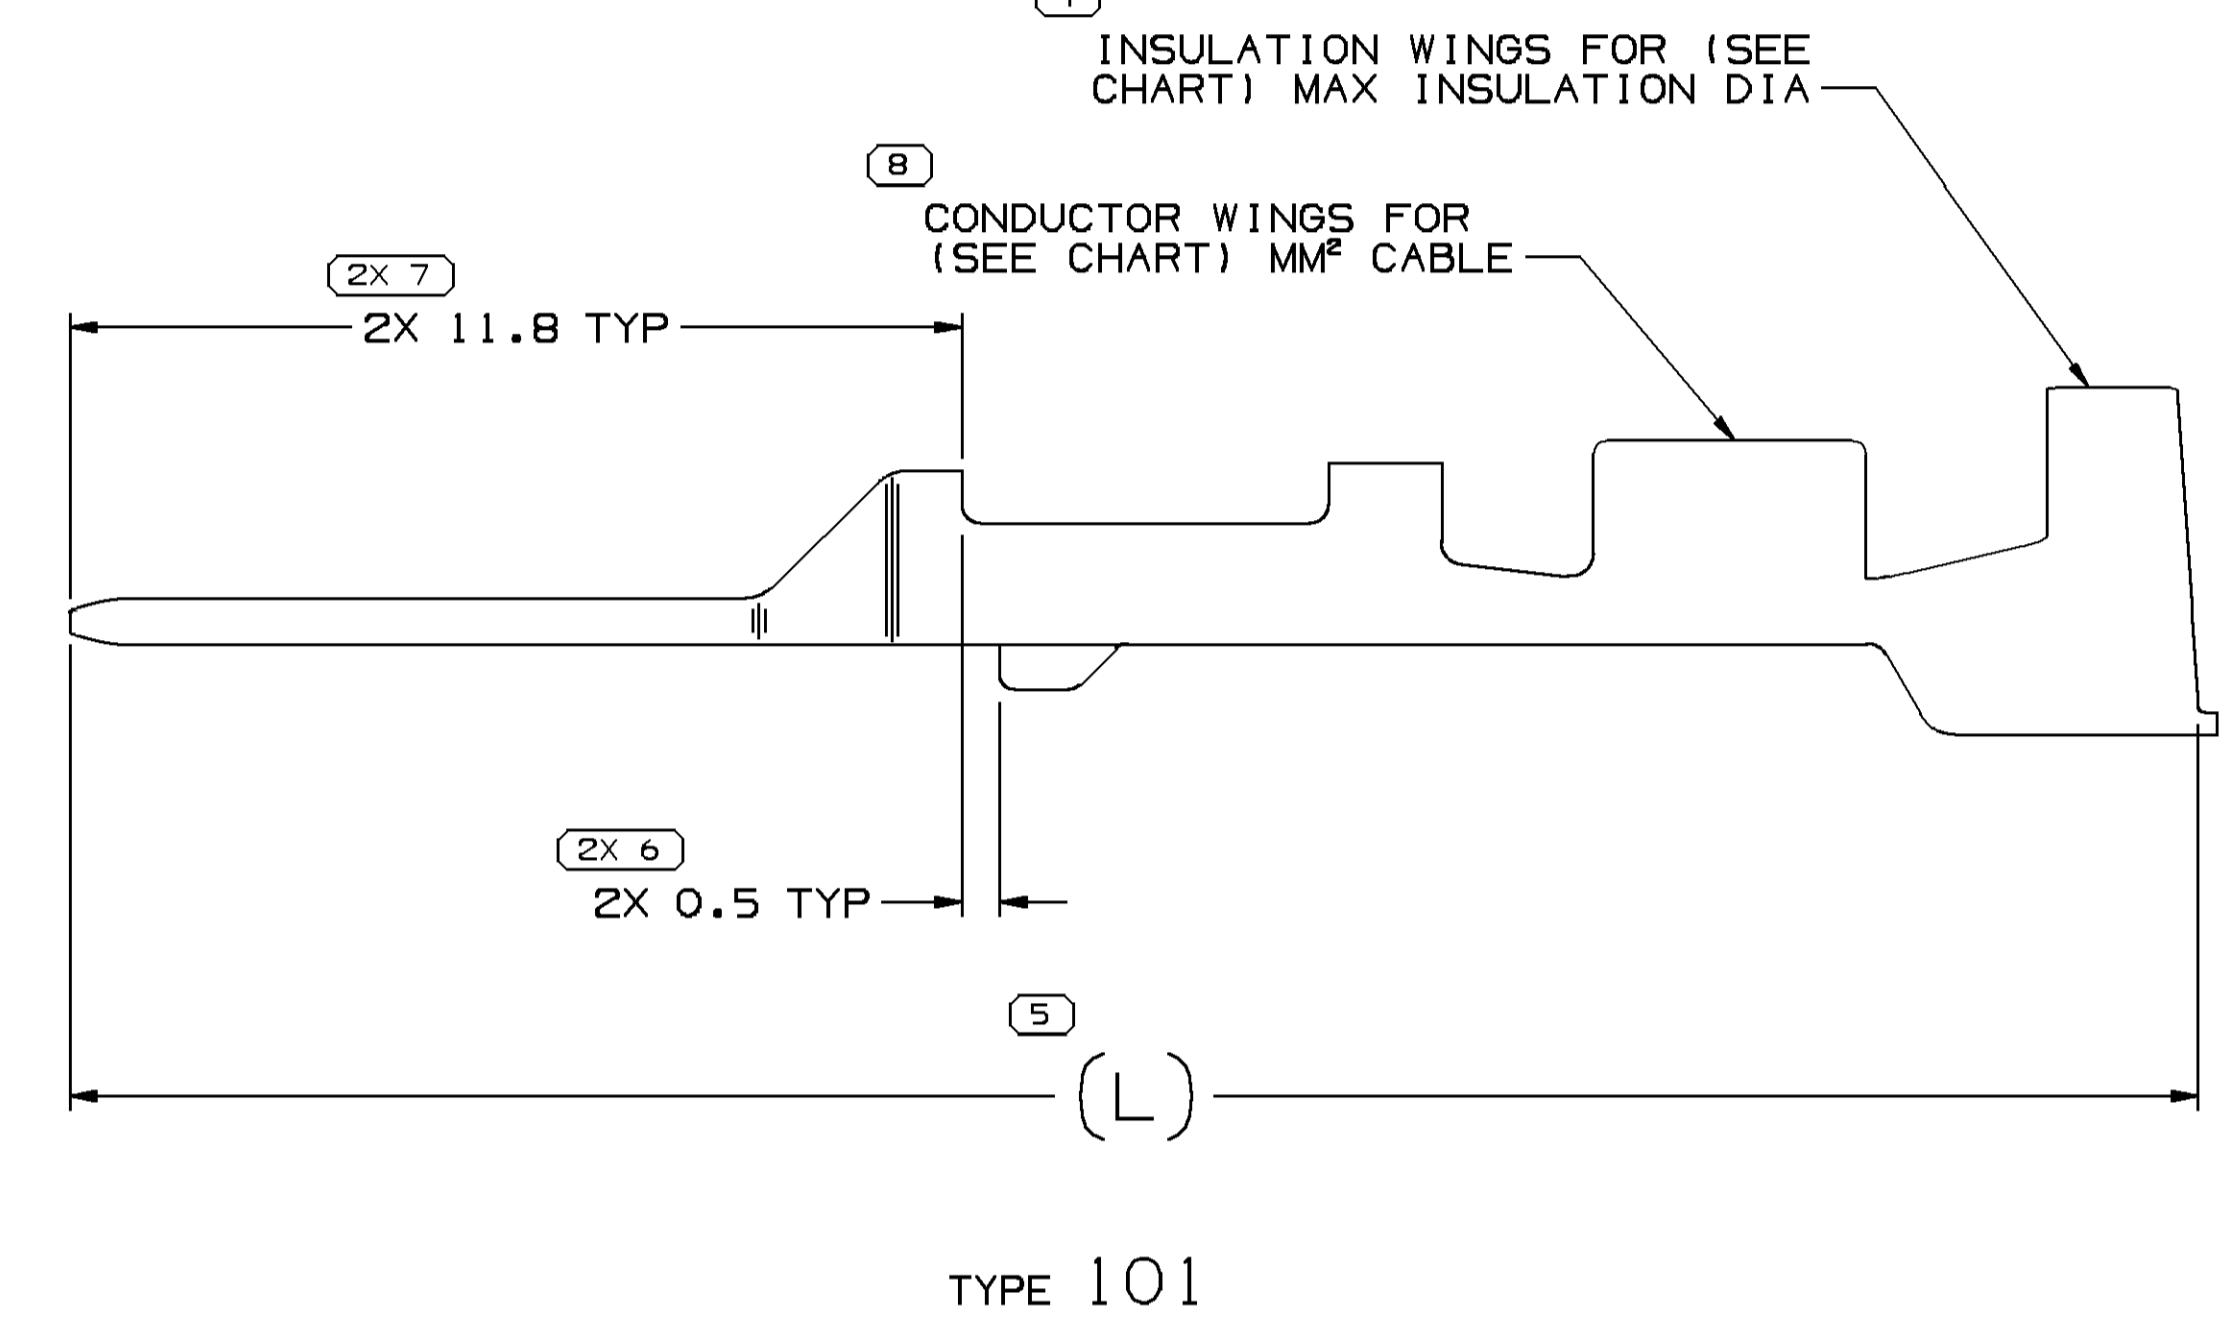 INSULATION WINGS FOR (SEE
CHART) MAX INSULATION DIA
8
CONDUCTOR WINGS FOR
(SEE CHART) MM² CABLE
2X 7
2X 11.8 TYP
2X 6
2X 0.5 TYP
5
(L)
TYPE 101